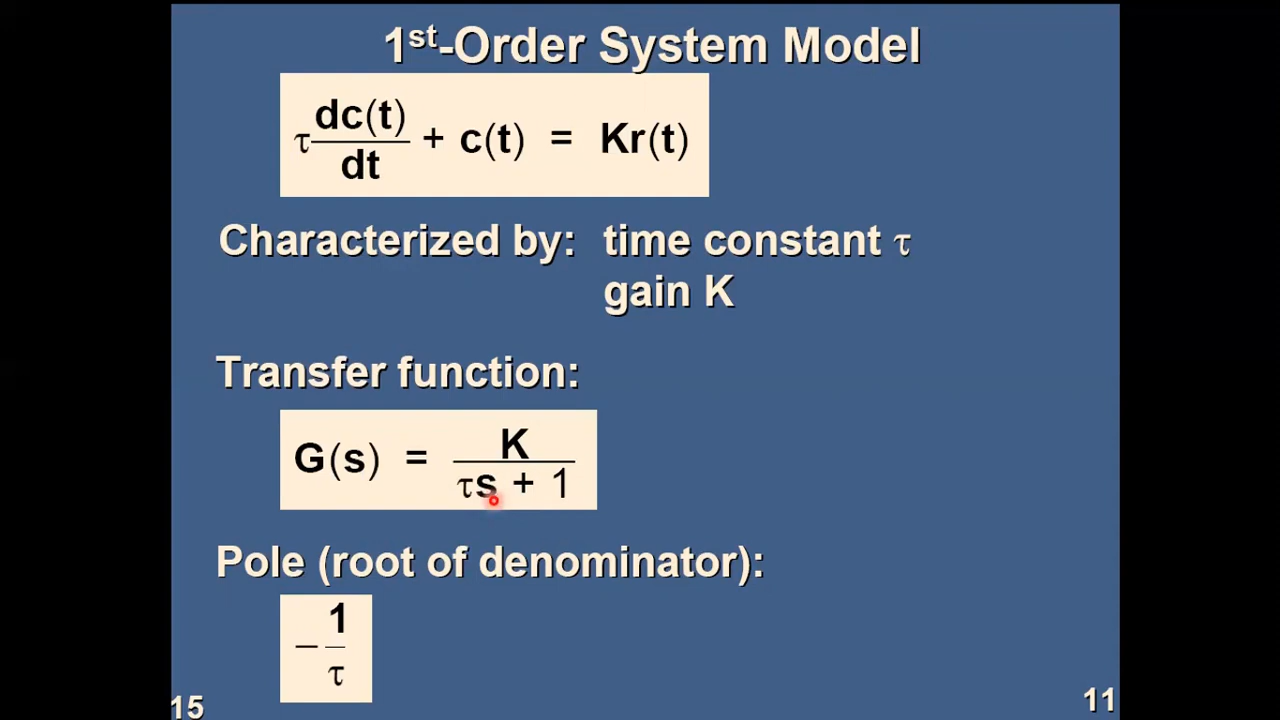 1st-Order System Model
τ dc(t)/dt + c(t) = Kr(t)
Characterized by: time constant τ
gain K
Transfer function:
G(s) = K/(τs + 1)
Pole (root of denominator):
− 1/τ
15 11